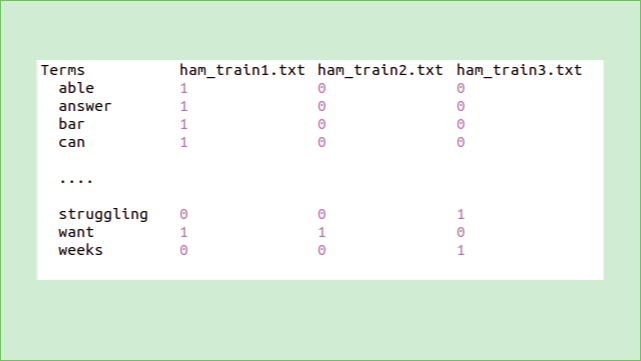 Terms ham_train1.txt ham_train2.txt ham_train3.txt
able 1 0 0
answer 1 0 0
bar 1 0 0
can 1 0 0
....
struggling 0 0 1
want 1 1 0
weeks 0 0 1